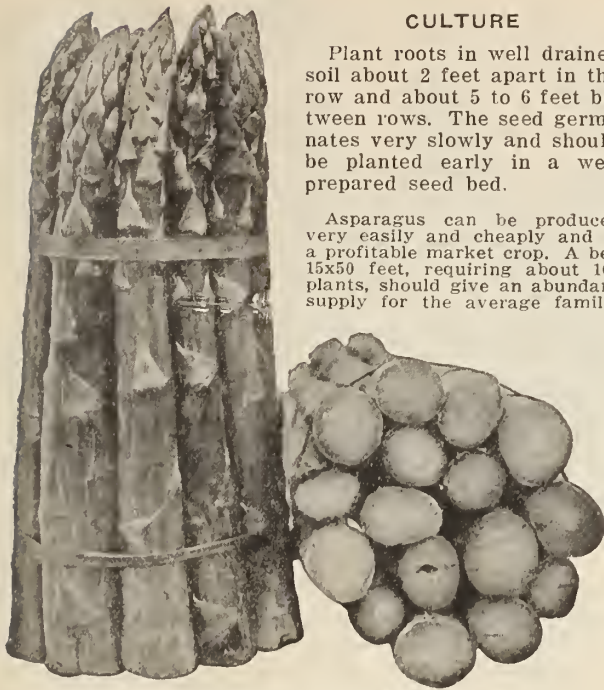 CULTURE
Plant roots in well draine
soil about 2 feet apart in th
row and about 5 to 6 feet b
tween rows. The seed germ
nates very slowly and shoul
be planted early in a we
prepared seed bed.
Asparagus can be produce
very easily and cheaply and
a profitable market crop. A be
15x50 feet, requiring about 10
plants, should give an abundan
supply for the average famil